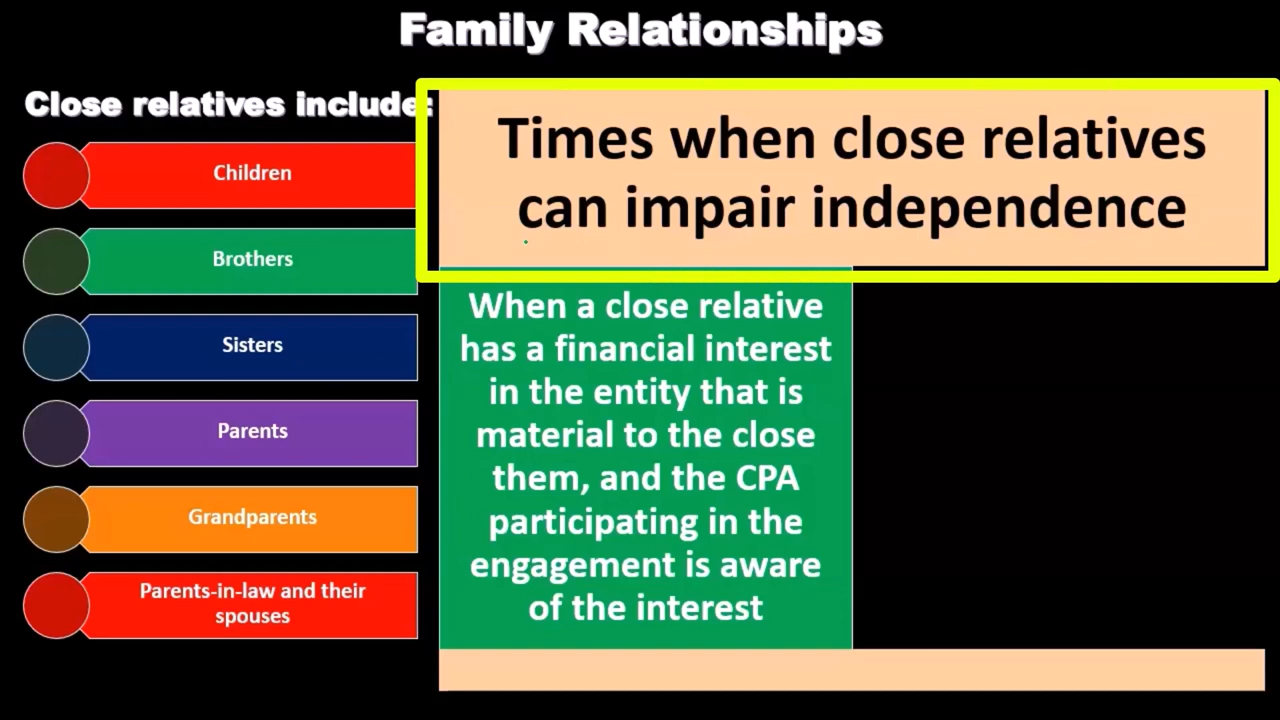 Family Relationships
Close relatives include:
Children
Brothers
Sisters
Parents
Grandparents
Parents-in-law and their
spouses
Times when close relatives
can impair independence
When a close relative
has a financial interest
in the entity that is
material to the close
them, and the CPA
participating in the
engagement is aware
of the interest